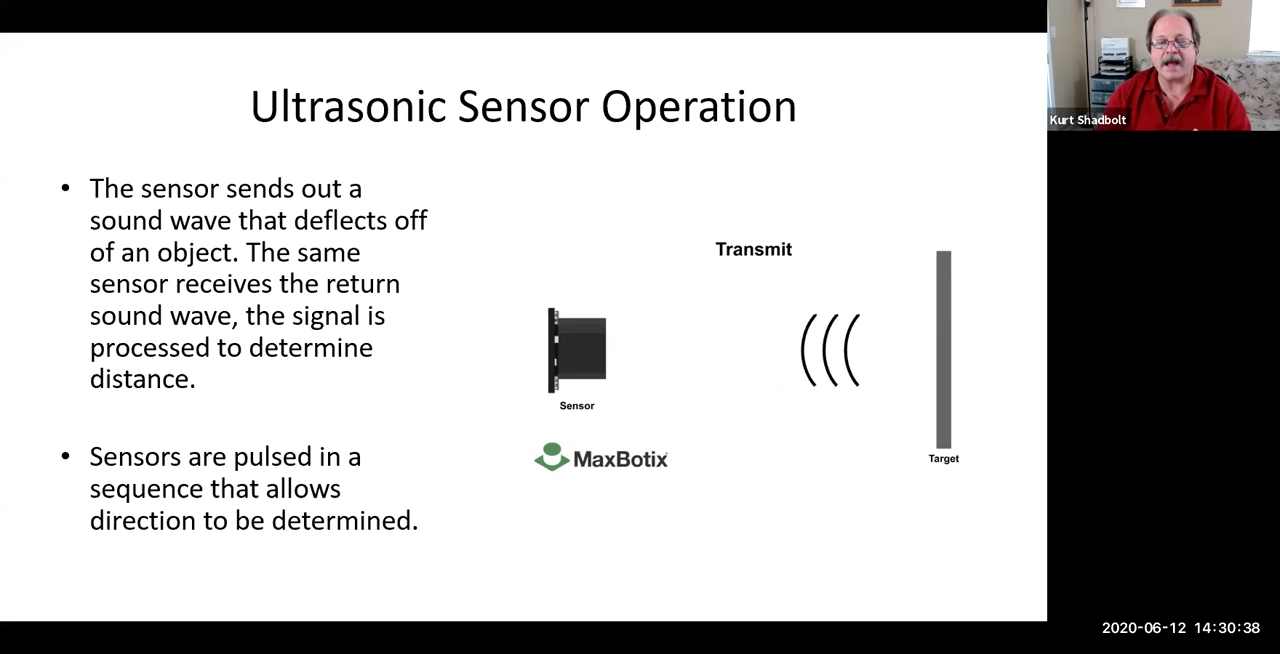 Ultrasonic Sensor Operation
• The sensor sends out a
sound wave that deflects off
of an object. The same
sensor receives the return
sound wave, the signal is
processed to determine
distance.
• Sensors are pulsed in a
sequence that allows
direction to be determined.
Transmit
Sensor
MaxBotix
Target
Kurt Shadbolt
2020-06-12 14:30:38